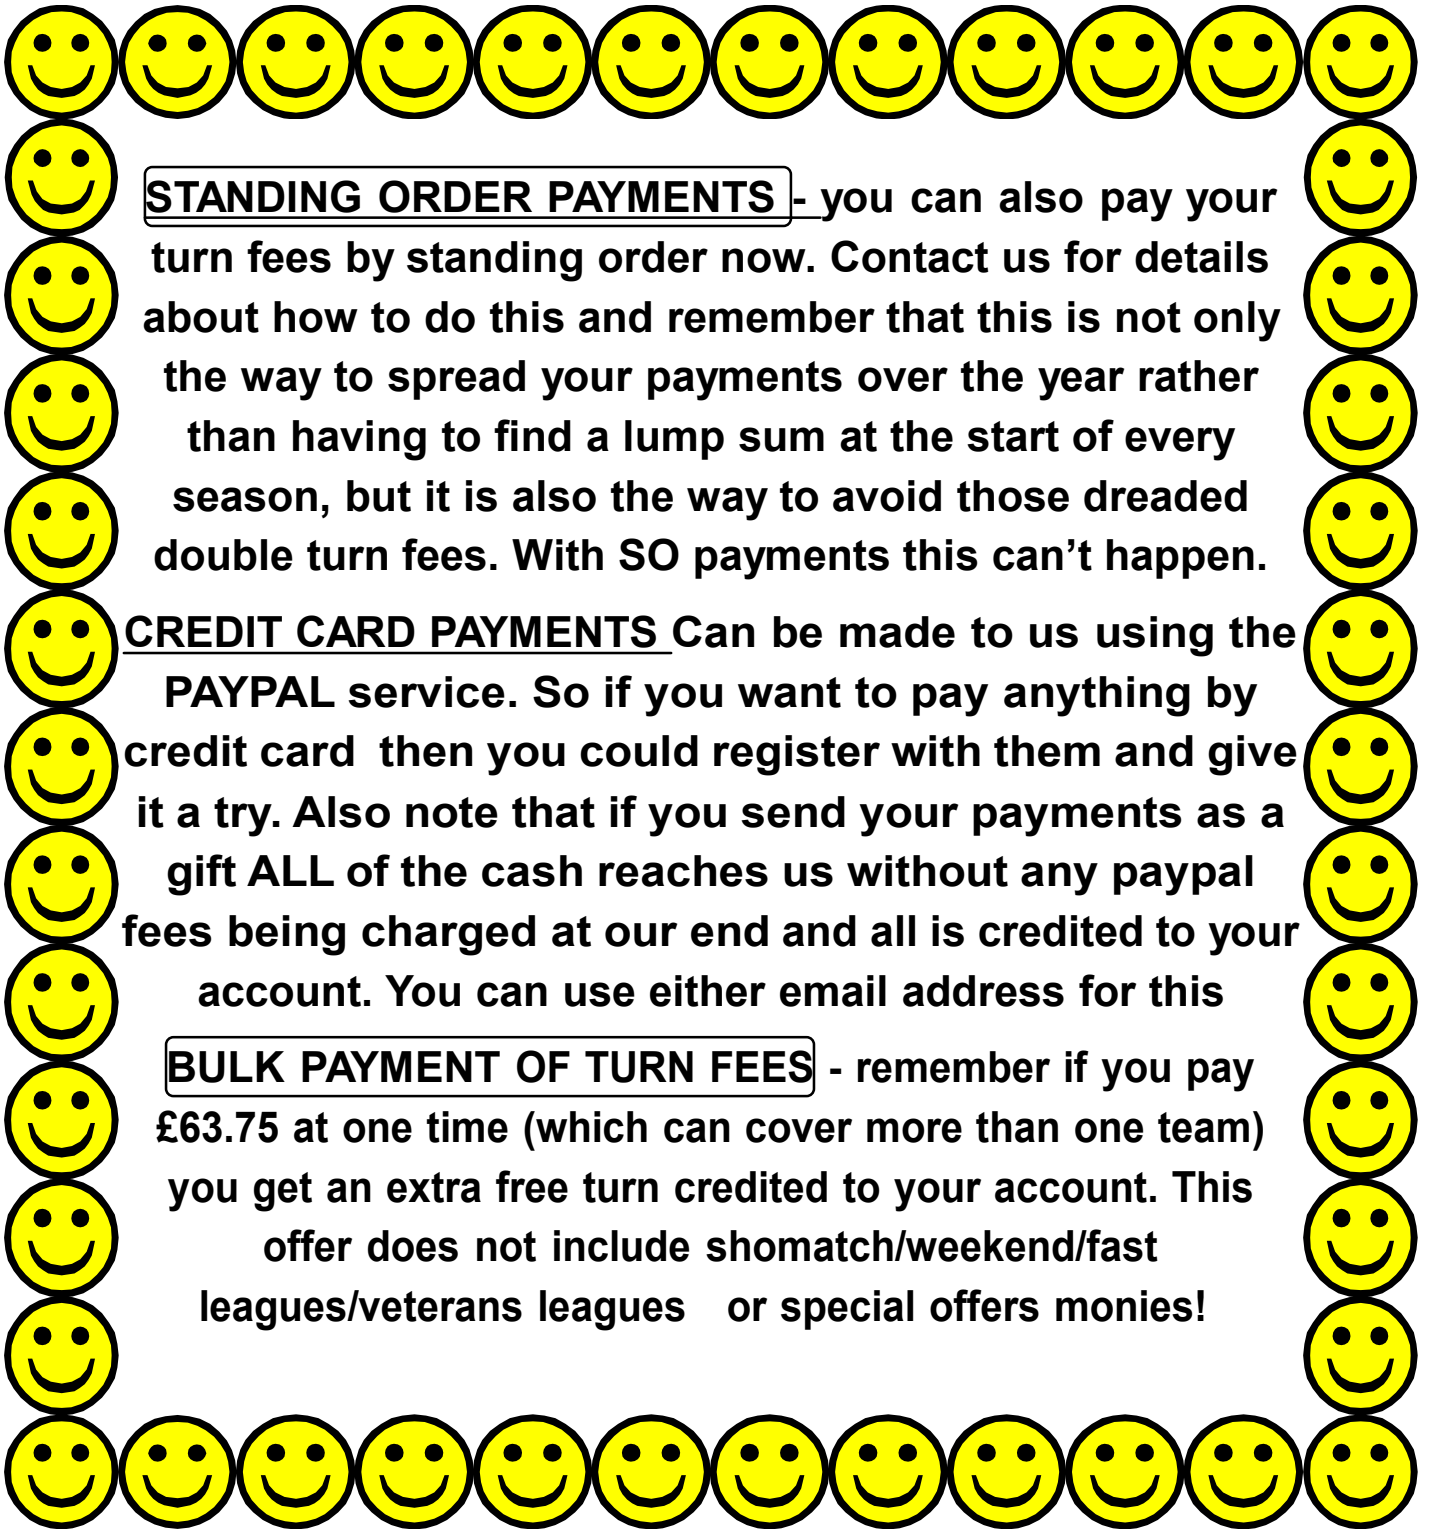 STANDING ORDER PAYMENTS - you can also pay your
turn fees by standing order now. Contact us for details
about how to do this and remember that this is not only
the way to spread your payments over the year rather
than having to find a lump sum at the start of every
season, but it is also the way to avoid those dreaded
double turn fees. With SO payments this can’t happen.
CREDIT CARD PAYMENTS Can be made to us using the
PAYPAL service. So if you want to pay anything by
credit card then you could register with them and give
it a try. Also note that if you send your payments as a
gift ALL of the cash reaches us without any paypal
fees being charged at our end and all is credited to your
account. You can use either email address for this
BULK PAYMENT OF TURN FEES - remember if you pay
£63.75 at one time (which can cover more than one team)
you get an extra free turn credited to your account. This
offer does not include shomatch/weekend/fast
leagues/veterans leagues or special offers monies!